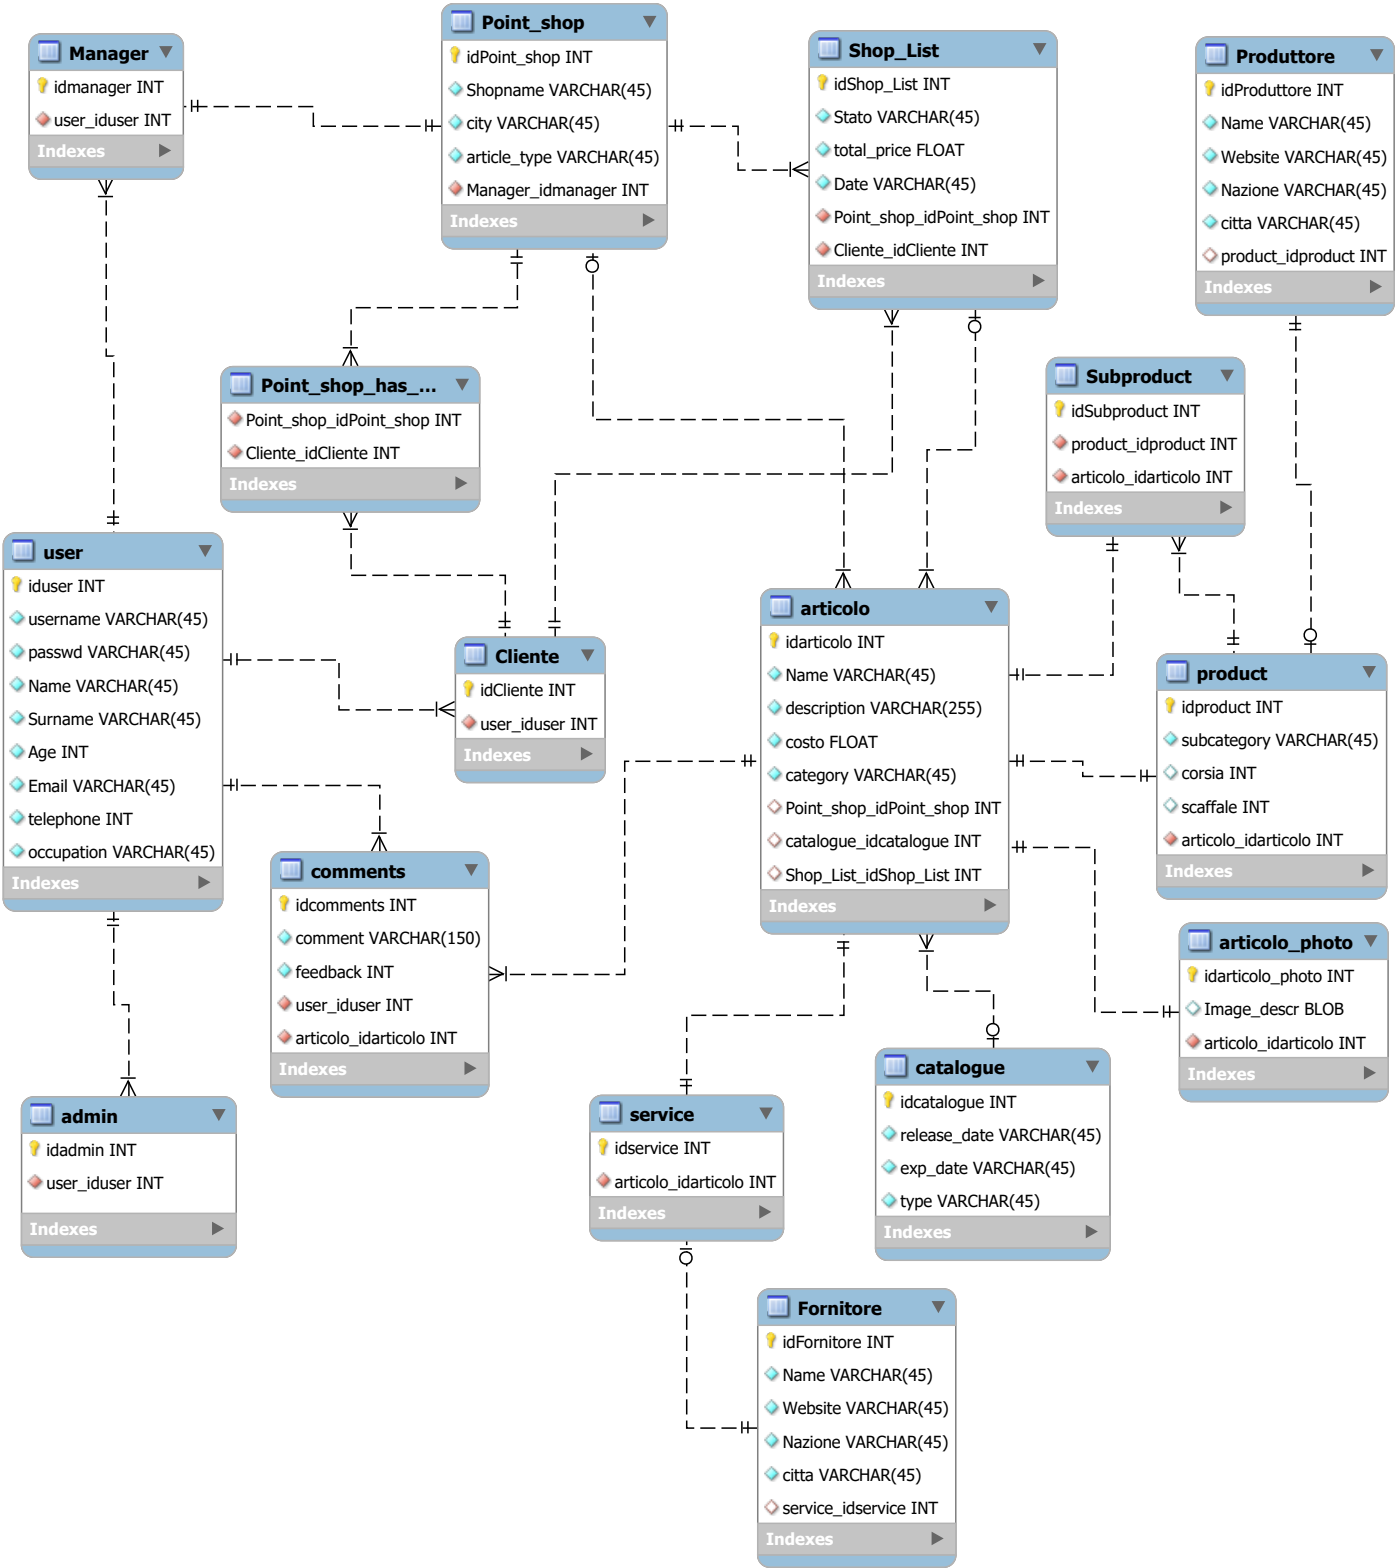 Manager
idmanager INT
user_iduser INT
Indexes
Point_shop
idPoint_shop INT
Shopname VARCHAR(45)
city VARCHAR(45)
article_type VARCHAR(45)
Manager_idmanager INT
Indexes
Shop_List
idShop_List INT
Stato VARCHAR(45)
total_price FLOAT
Date VARCHAR(45)
Point_shop_idPoint_shop INT
Cliente_idCliente INT
Indexes
Produttore
idProduttore INT
Name VARCHAR(45)
Website VARCHAR(45)
Nazione VARCHAR(45)
citta VARCHAR(45)
product_idproduct INT
Indexes
Point_shop_has_...
Point_shop_idPoint_shop INT
Cliente_idCliente INT
Indexes
Subproduct
idSubproduct INT
product_idproduct INT
articolo_idarticolo INT
Indexes
user
iduser INT
username VARCHAR(45)
passwd VARCHAR(45)
Name VARCHAR(45)
Surname VARCHAR(45)
Age INT
Email VARCHAR(45)
telephone INT
occupation VARCHAR(45)
Indexes
Cliente
idCliente INT
user_iduser INT
Indexes
articolo
idarticolo INT
Name VARCHAR(45)
description VARCHAR(255)
costo FLOAT
category VARCHAR(45)
Point_shop_idPoint_shop INT
catalogue_idcatalogue INT
Shop_List_idShop_List INT
Indexes
product
idproduct INT
subcategory VARCHAR(45)
corsia INT
scaffale INT
articolo_idarticolo INT
Indexes
comments
idcomments INT
comment VARCHAR(150)
feedback INT
user_iduser INT
articolo_idarticolo INT
Indexes
articolo_photo
idarticolo_photo INT
Image_descr BLOB
articolo_idarticolo INT
Indexes
admin
idadmin INT
user_iduser INT
Indexes
service
idservice INT
articolo_idarticolo INT
Indexes
catalogue
idcatalogue INT
release_date VARCHAR(45)
exp_date VARCHAR(45)
type VARCHAR(45)
Indexes
Fornitore
idFornitore INT
Name VARCHAR(45)
Website VARCHAR(45)
Nazione VARCHAR(45)
citta VARCHAR(45)
service_idservice INT
Indexes